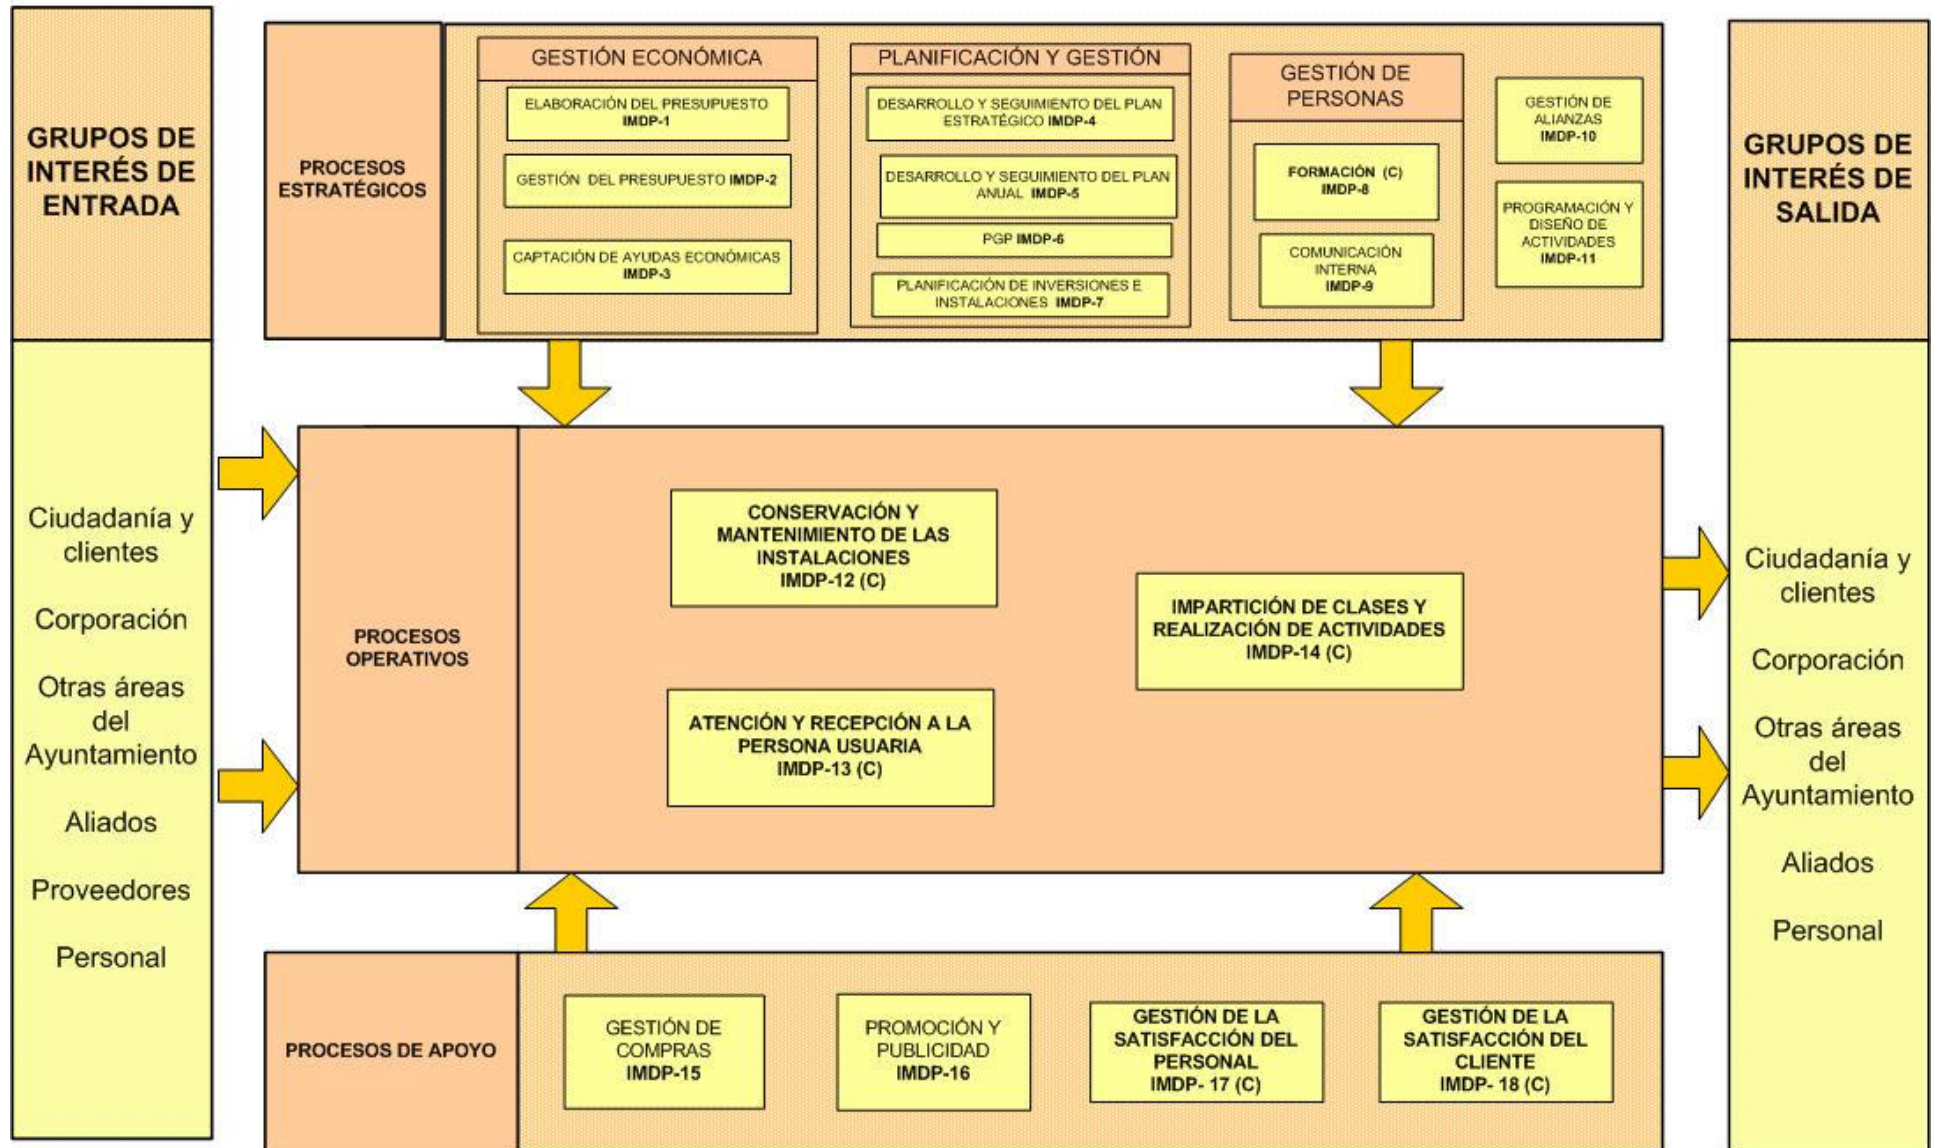 GRUPOS DE
INTERÉS DE
ENTRADA
Ciudadanía y
clientes
Corporación
Otras áreas
del
Ayuntamiento
Aliados
Proveedores
Personal
PROCESOS
ESTRATÉGICOS
GESTIÓN ECONÓMICA
ELABORACIÓN DEL PRESUPUESTO
IMDP-1
GESTIÓN DEL PRESUPUESTO IMDP-2
CAPTACIÓN DE AYUDAS ECONÓMICAS
IMDP-3
PLANIFICACIÓN Y GESTIÓN
DESARROLLO Y SEGUIMIENTO DEL PLAN
ESTRATÉGICO IMDP-4
DESARROLLO Y SEGUIMIENTO DEL PLAN
ANUAL IMDP-5
PGP IMDP-6
PLANIFICACIÓN DE INVERSIONES E
INSTALACIONES IMDP-7
GESTIÓN DE
PERSONAS
FORMACIÓN (C)
IMDP-8
COMUNICACIÓN
INTERNA
IMDP-9
GESTIÓN DE
ALIANZAS
IMDP-10
PROGRAMACIÓN Y
DISEÑO DE
ACTIVIDADES
IMDP-11
PROCESOS
OPERATIVOS
CONSERVACIÓN Y
MANTENIMIENTO DE LAS
INSTALACIONES
IMDP-12 (C)
ATENCIÓN Y RECEPCIÓN A LA
PERSONA USUARIA
IMDP-13 (C)
IMPARTICIÓN DE CLASES Y
REALIZACIÓN DE ACTIVIDADES
IMDP-14 (C)
PROCESOS DE APOYO
GESTIÓN DE
COMPRAS
IMDP-15
PROMOCIÓN Y
PUBLICIDAD
IMDP-16
GESTIÓN DE LA
SATISFACCIÓN DEL
PERSONAL
IMDP- 17 (C)
GESTIÓN DE LA
SATISFACCIÓN DEL
CLIENTE
IMDP- 18 (C)
GRUPOS DE
INTERÉS DE
SALIDA
Ciudadanía y
clientes
Corporación
Otras áreas
del
Ayuntamiento
Aliados
Personal